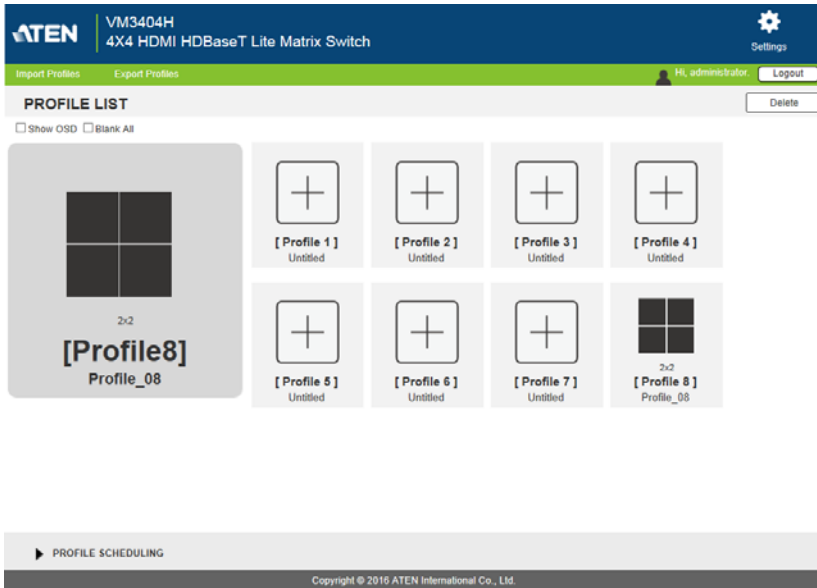 ATEN
VM3404H
4X4 HDMI HDBaseT Lite Matrix Switch
Settings
Import Profiles Export Profiles
Hi, administrator. Logout
PROFILE LIST
Delete
Show OSD Blank All
2x2
[Profile8]
Profile_08
[ Profile 1 ] [ Profile 2 ] [ Profile 3 ] [ Profile 4 ]
Untitled Untitled Untitled Untitled
2x2
[ Profile 5 ] [ Profile 6 ] [ Profile 7 ] [ Profile 8 ]
Untitled Untitled Untitled Profile_08
PROFILE SCHEDULING
Copyright © 2016 ATEN International Co., Ltd.